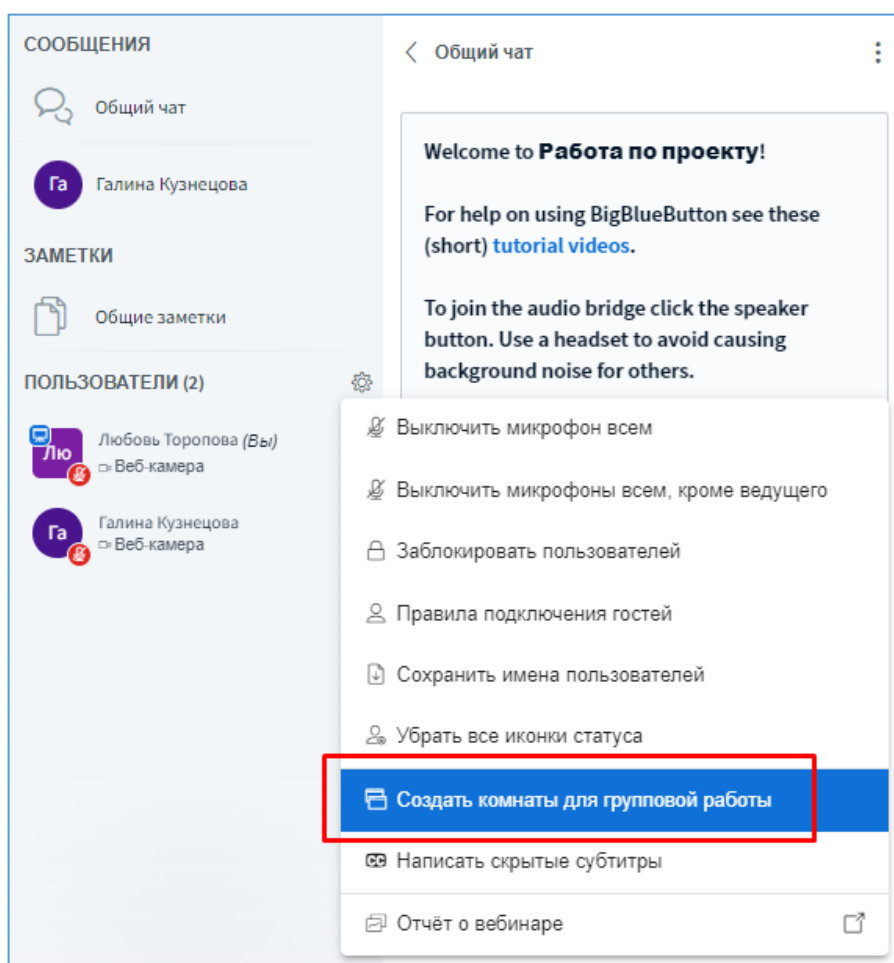 СООБЩЕНИЯ
Общий чат
Га
Галина Кузнецова
ЗАМЕТКИ
Общие заметки
ПОЛЬЗОВАТЕЛИ (2)
Лю
Любовь Торопова (Вы)
Веб-камера
Га
Галина Кузнецова
Веб-камера
Общий чат
Welcome to Работа по проекту!
For help on using BigBlueButton see these
(short) tutorial videos.
To join the audio bridge click the speaker
button. Use a headset to avoid causing
background noise for others.
Выключить микрофон всем
Выключить микрофоны всем, кроме ведущего
Заблокировать пользователей
Правила подключения гостей
Сохранить имена пользователей
Убрать все иконки статуса
Создать комнаты для групповой работы
Написать скрытые субтитры
Отчёт о вебинаре